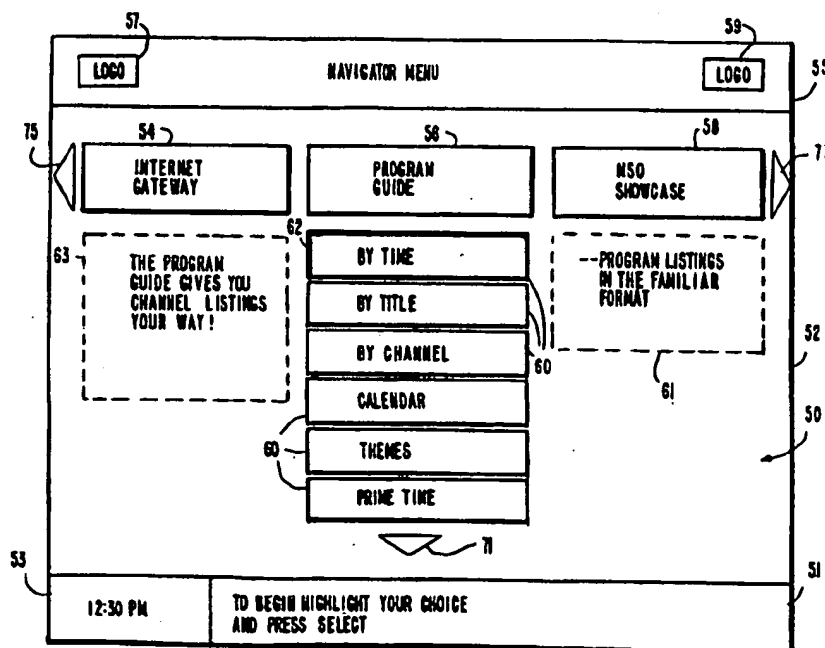 57
59
LOGO
NAVIGATOR MENU
LOGO
55
54
56
58
75
77
INTERNET
GATEWAY
PROGRAM
GUIDE
MSO
SHOWCASE
62
63
THE PROGRAM
GUIDE GIVES YOU
CHANNEL LISTINGS
YOUR WAY!
BY TIME
BY TITLE
BY CHANNEL
CALENDAR
THEMES
PRIME TIME
--PROGRAM LISTINGS
IN THE FAMILIAR
FORMAT
60
61
52
50
60
71
53
51
12:30 PM
TO BEGIN HIGHLIGHT YOUR CHOICE
AND PRESS SELECT